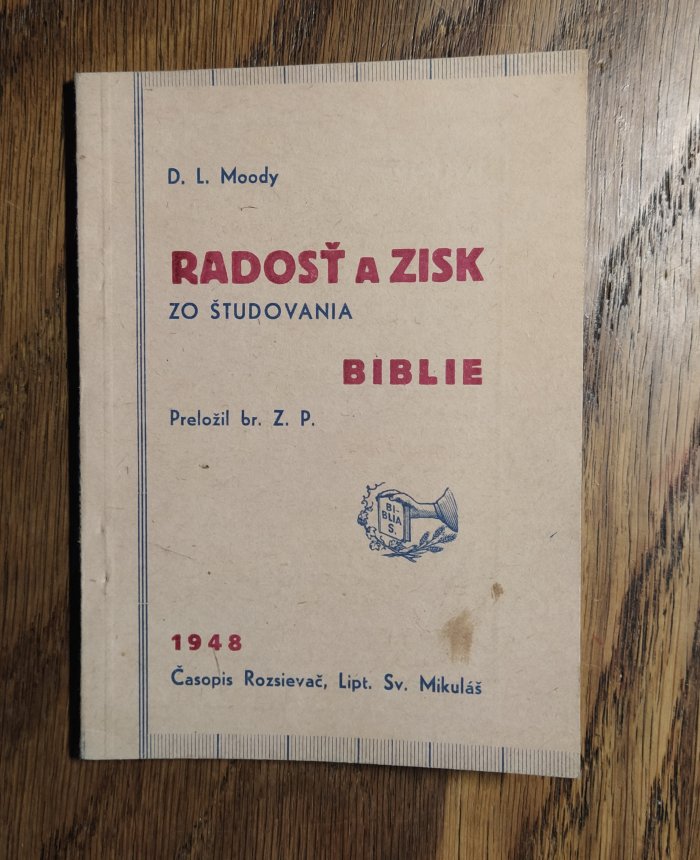 D. L. Moody
RADOSŤ A ZISK
ZO ŠTUDOVANIA
BIBLIE
Preložil br. Z. P.
BI-
BLIA
S.
1948
Časopis Rozsievač, Lipt. Sv. Mikuláš